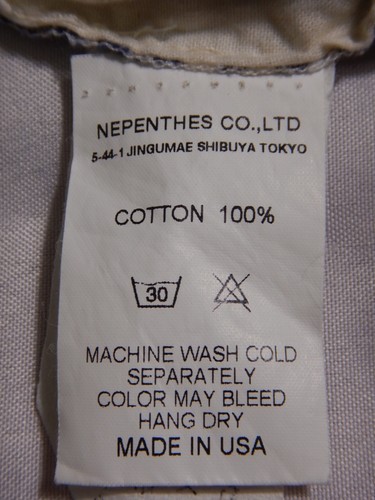 NEPENTHES CO.,LTD
5-44-1 JINGUMAE SHIBUYA TOKYO
COTTON 100%
30
MACHINE WASH COLD
SEPARATELY
COLOR MAY BLEED
HANG DRY
MADE IN USA